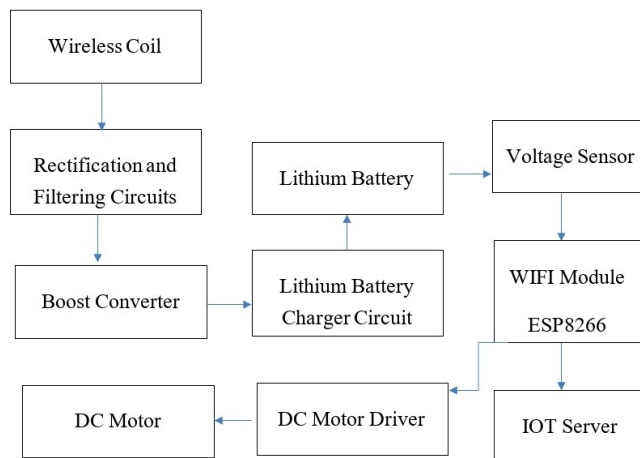 Wireless Coil
Rectification and
Filtering Circuits
Boost Converter
Lithium Battery
Charger Circuit
Lithium Battery
Voltage Sensor
WIFI Module
ESP8266
IOT Server
DC Motor Driver
DC Motor